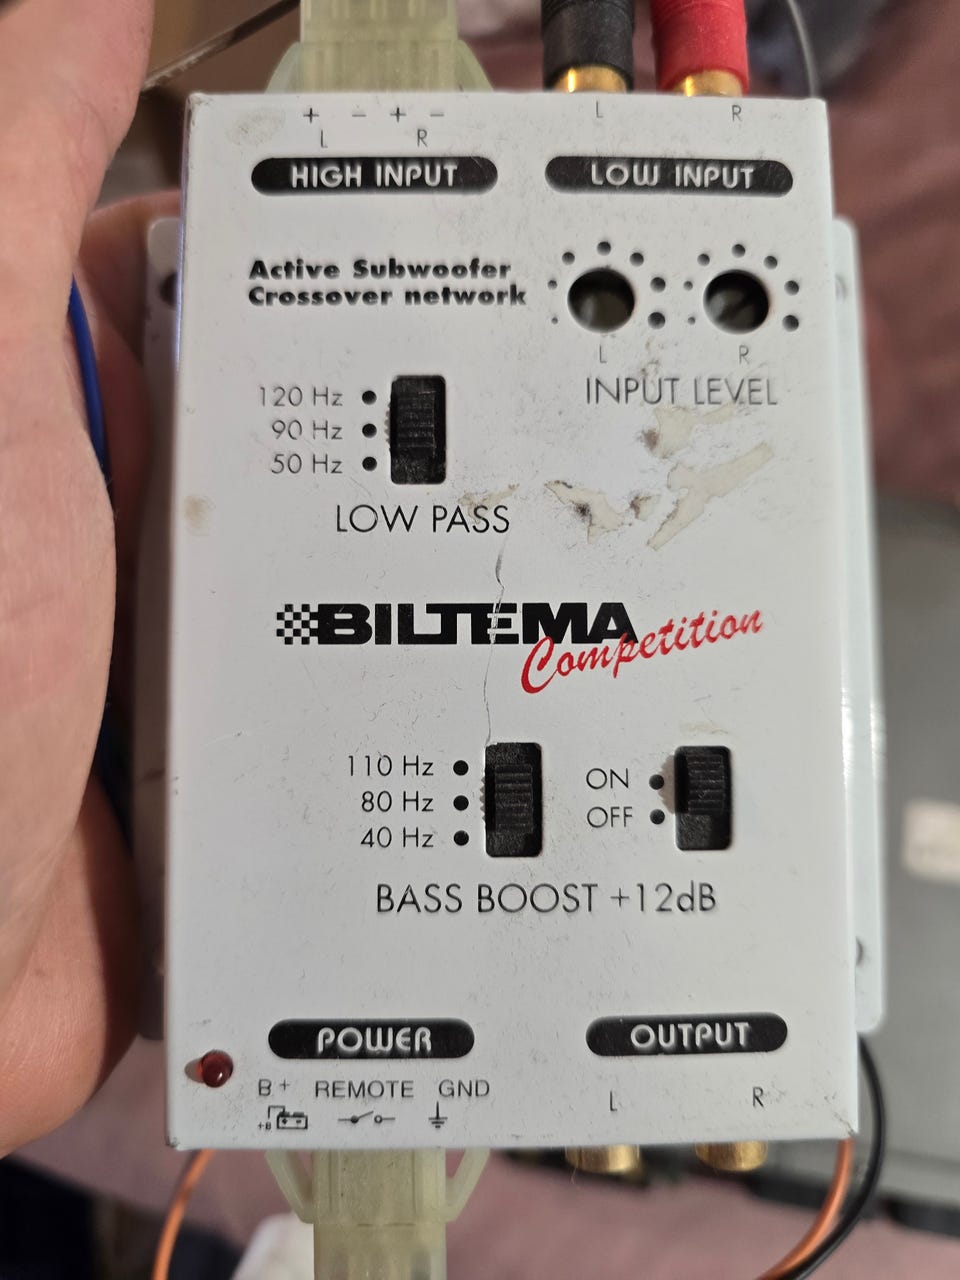 + - + -
L R
HIGH INPUT
L R
LOW INPUT
Active Subwoofer
Crossover network
L R
INPUT LEVEL
120 Hz
90 Hz
50 Hz
LOW PASS
BILTEMA
Competition
110 Hz
80 Hz
40 Hz
ON
OFF
BASS BOOST +12dB
POWER
B+ REMOTE GND
+B
OUTPUT
L R